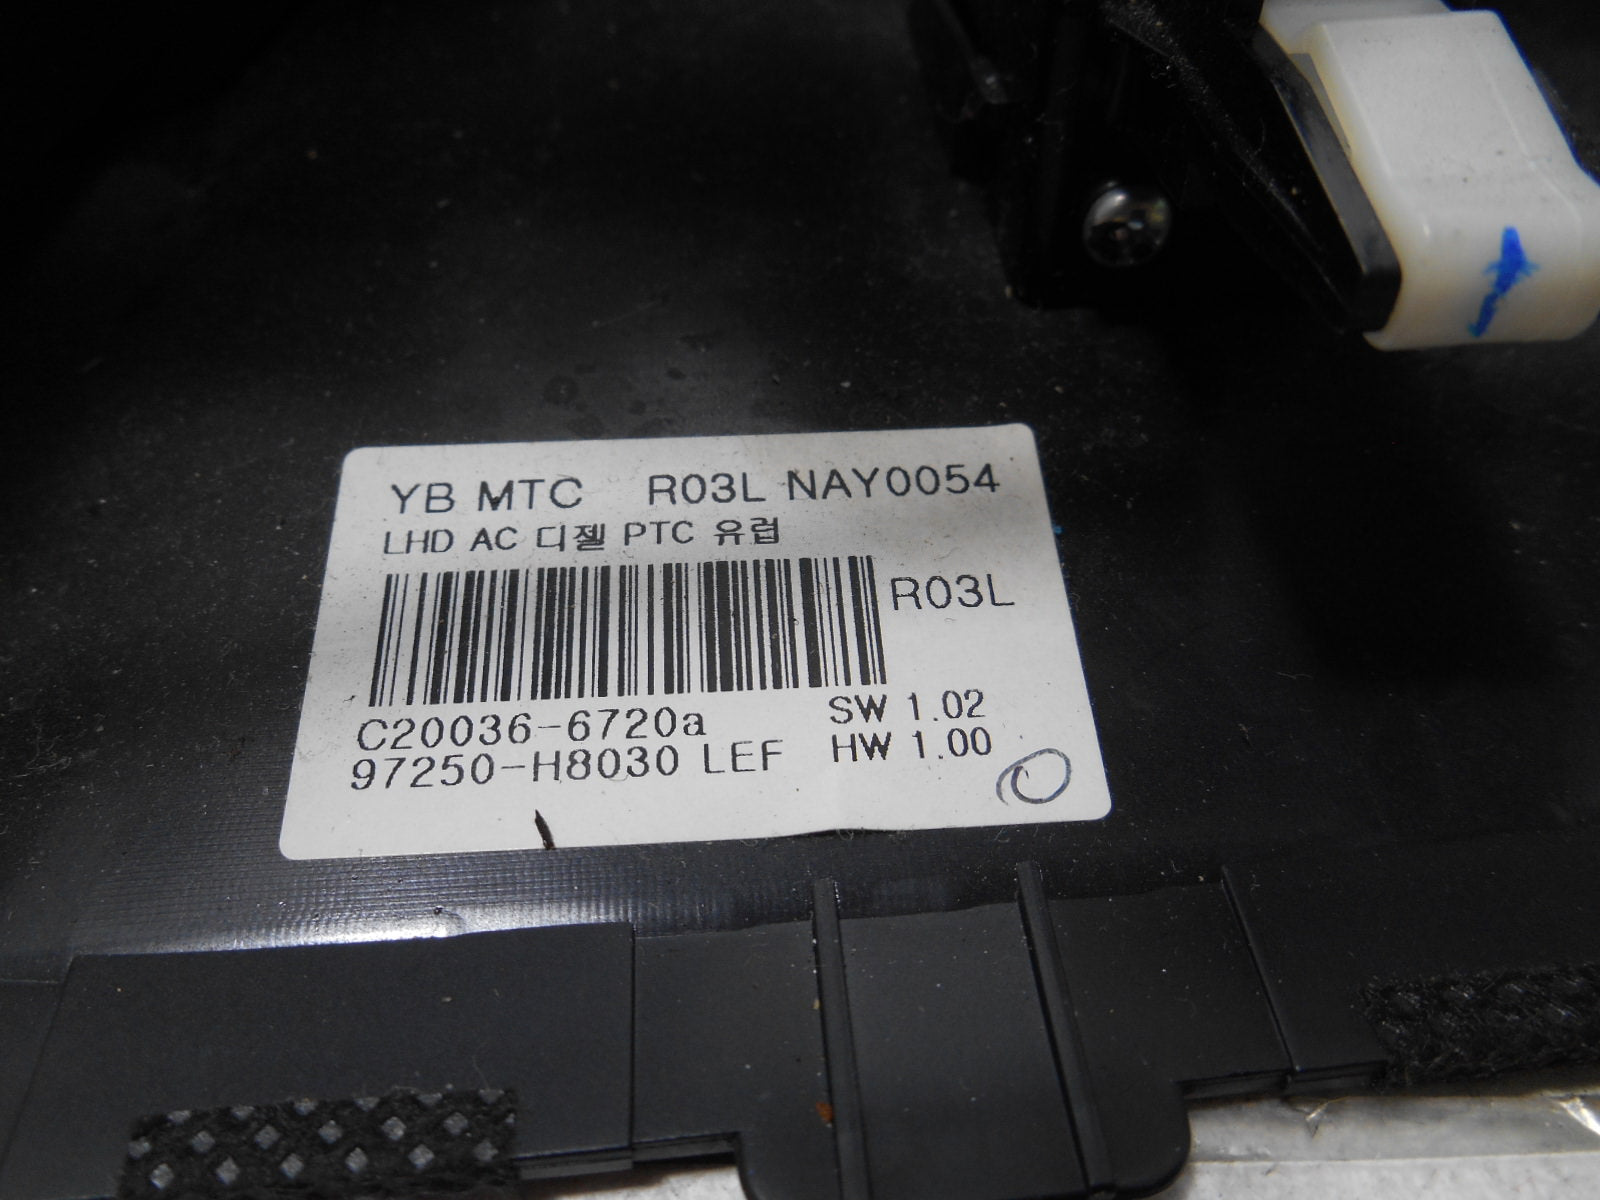 YB MTC R03L NAY0054
LHD AC 디젤 PTC 유럽
R03L
C20036-6720a SW 1.02
97250-H8030 LEF HW 1.00